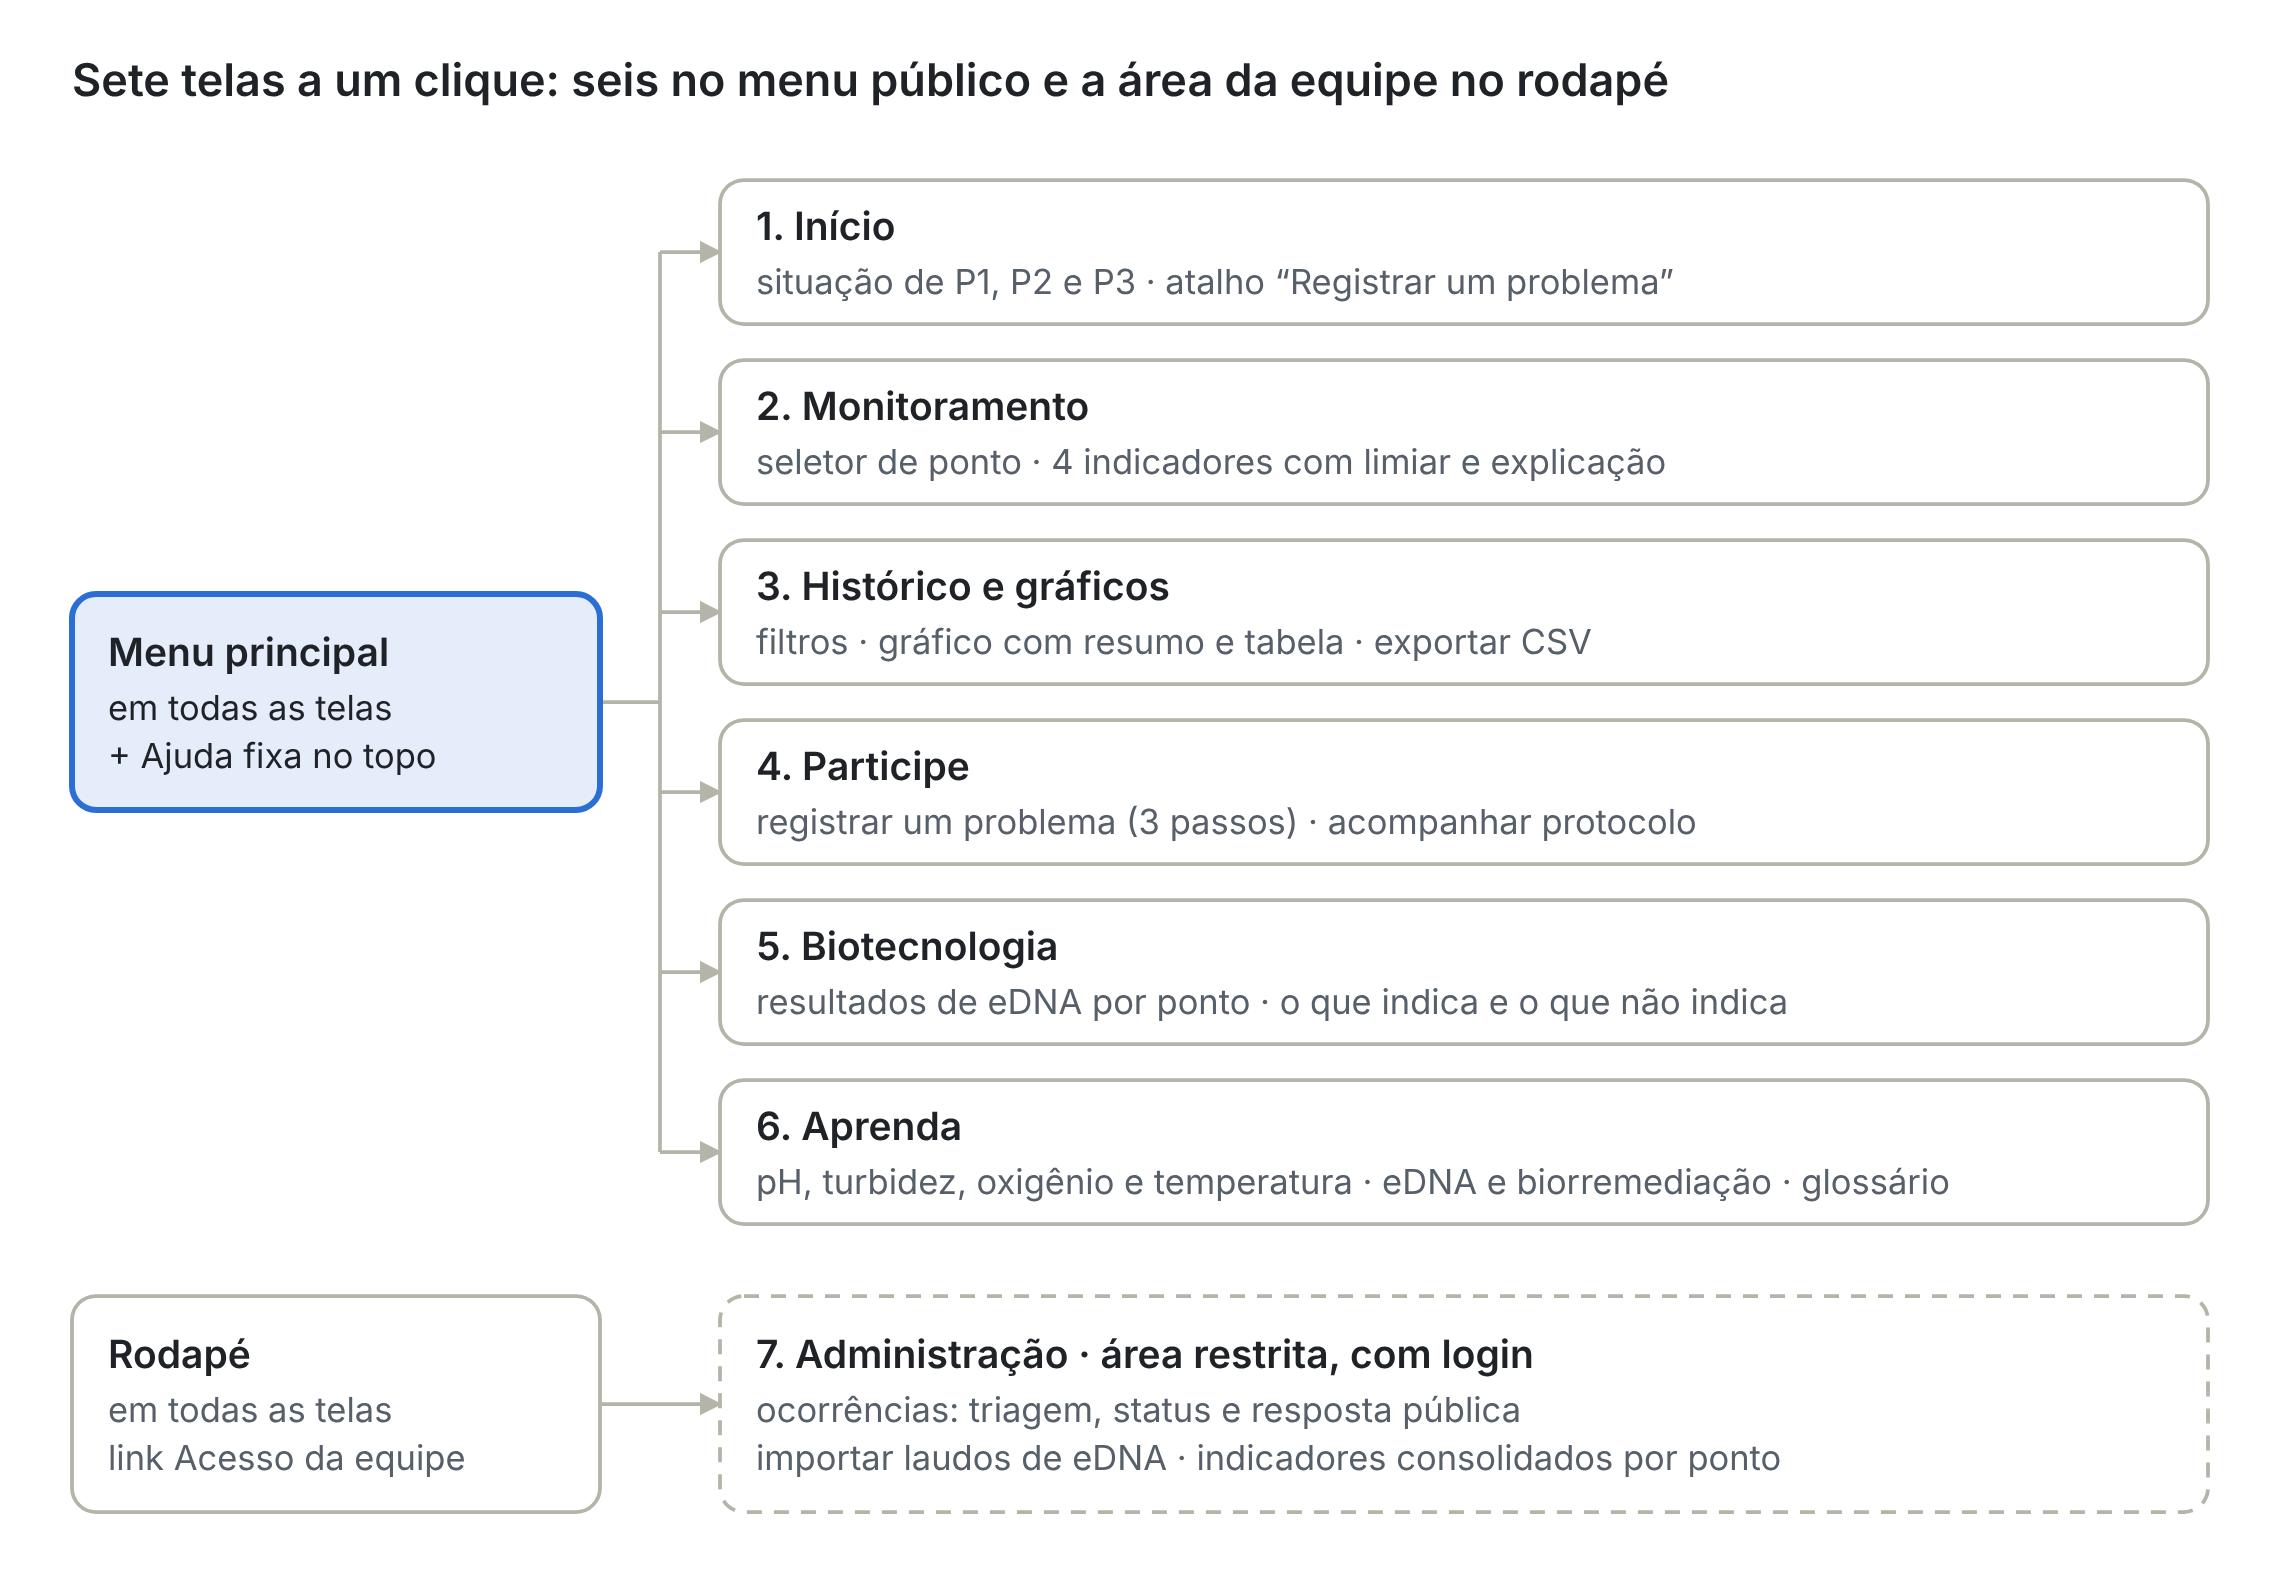 Sete telas a um clique: seis no menu público e a área da equipe no rodapé
1. Início
situação de P1, P2 e P3 · atalho “Registrar um problema”
2. Monitoramento
seletor de ponto · 4 indicadores com limiar e explicação
3. Histórico e gráficos
filtros · gráfico com resumo e tabela · exportar CSV
Menu principal
em todas as telas
+ Ajuda fixa no topo
4. Participe
registrar um problema (3 passos) · acompanhar protocolo
5. Biotecnologia
resultados de eDNA por ponto · o que indica e o que não indica
6. Aprenda
pH, turbidez, oxigênio e temperatura · eDNA e biorremediação · glossário
Rodapé
em todas as telas
link Acesso da equipe
7. Administração · área restrita, com login
ocorrências: triagem, status e resposta pública
importar laudos de eDNA · indicadores consolidados por ponto